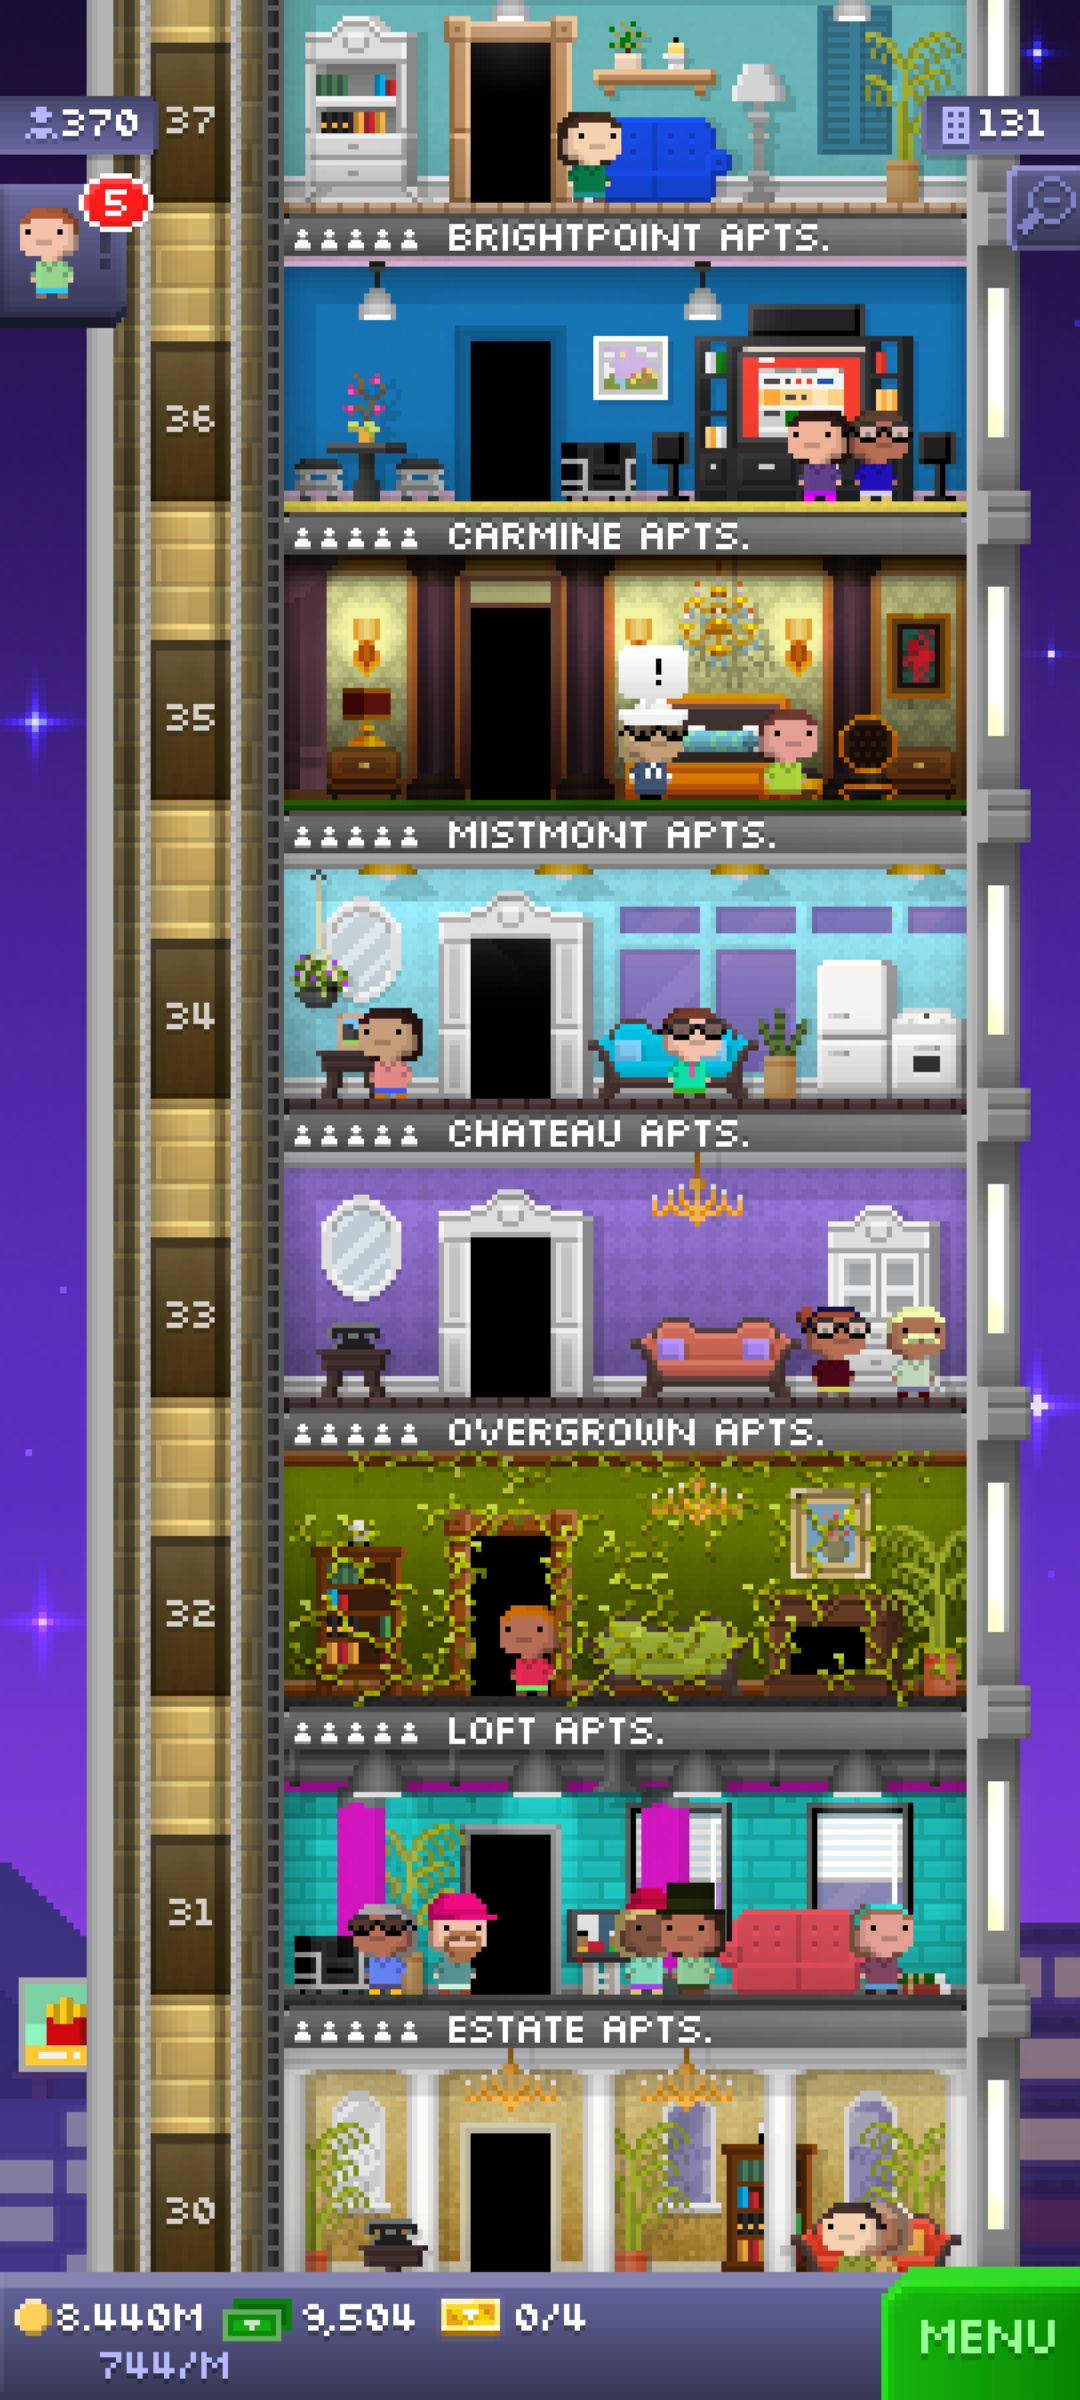 37
370
131
5
BRIGHTPOINT APTS.
36
CARMINE APTS.
35
!
MISTMONT APTS.
34
CHATEAU APTS.
33
OVERGROWN APTS.
32
LOFT APTS.
31
ESTATE APTS.
30
8.440M 9,504 0/4
744/M
MENU